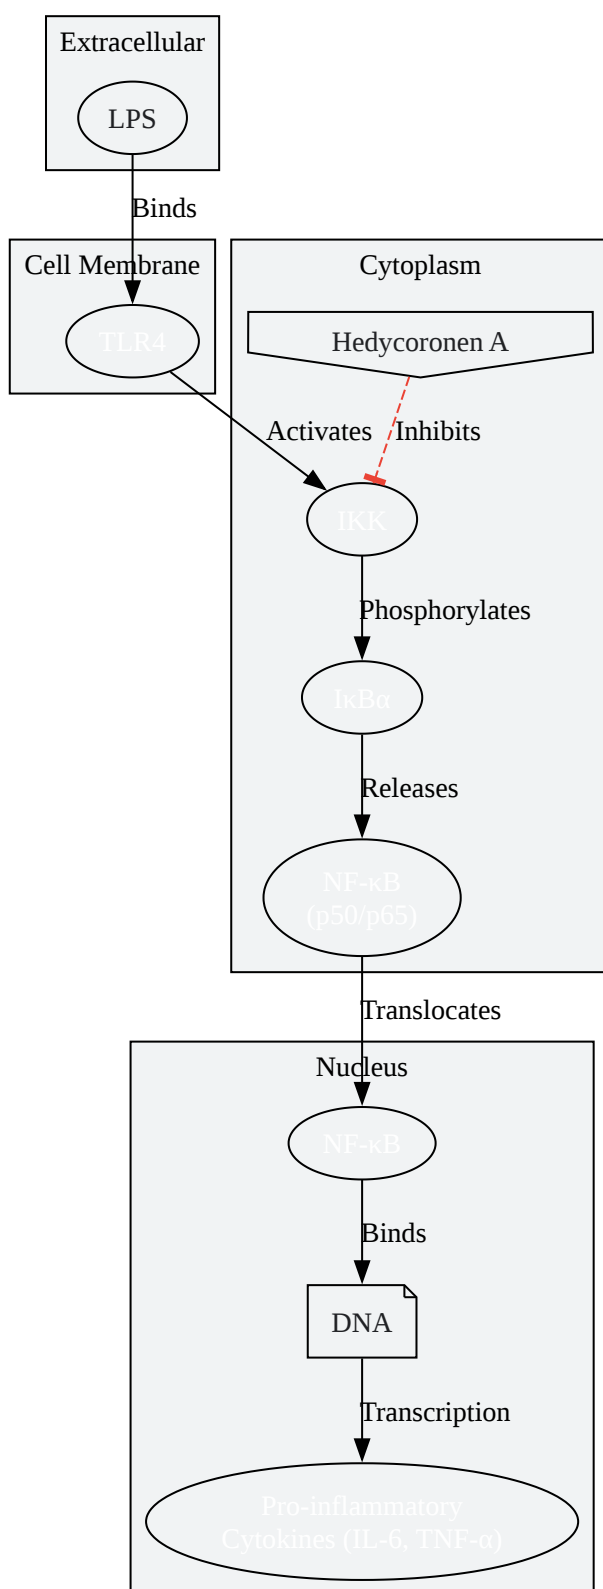 Extracellular
LPS
Binds
Cell Membrane
TLR4
Cytoplasm
Hedycoronen A
Activates
Inhibits
IKK
Phosphorylates
IκBα
Releases
NF-κB
(p50/p65)
Translocates
Nucleus
NF-κB
Binds
DNA
Transcription
Pro-inflammatory
Cytokines (IL-6, TNF-α)